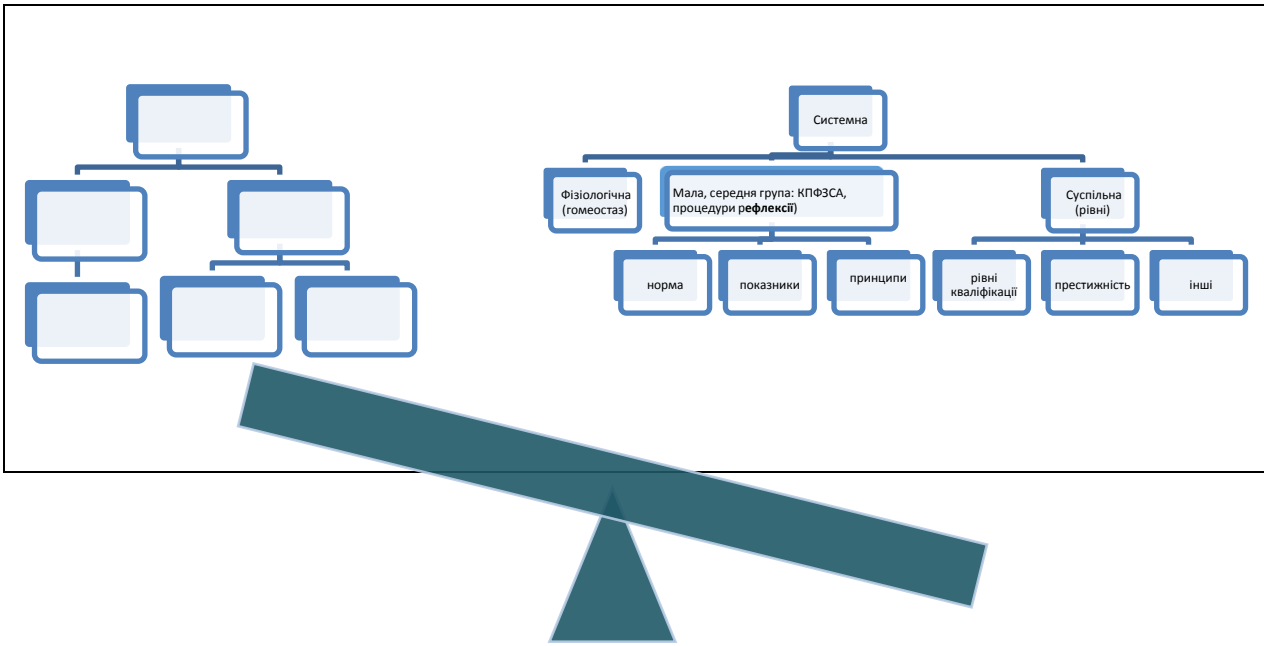 Системна
Фізіологічна
(гомеостаз)
Мала, середня група: КПФЗСА,
процедури рефлексії)
Суспільна
(рівні)
норма
показники
принципи
рівні
кваліфікації
престижність
інші